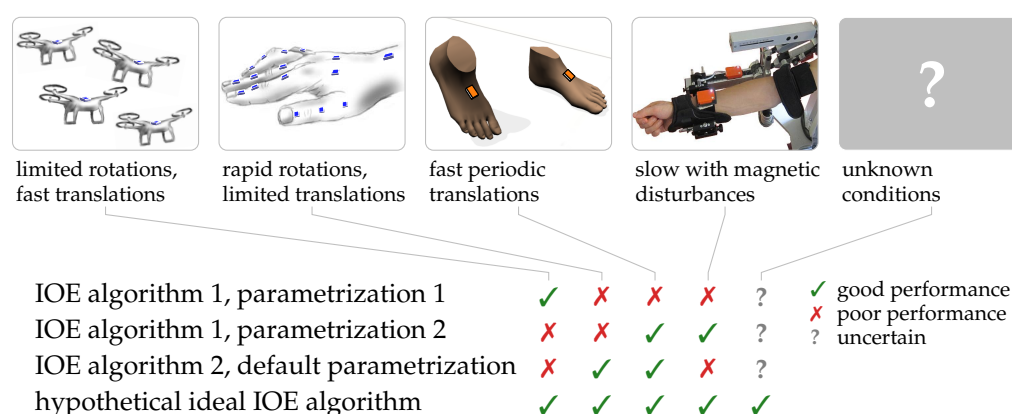 ?
limited rotations,
fast translations
rapid rotations,
limited translations
fast periodic
translations
slow with magnetic
disturbances
unknown
conditions
IOE algorithm 1, parametrization 1 ✓ ✗ ✗ ✗ ?
IOE algorithm 1, parametrization 2 ✗ ✗ ✓ ✓ ?
IOE algorithm 2, default parametrization ✗ ✓ ✓ ✗ ?
hypothetical ideal IOE algorithm ✓ ✓ ✓ ✓ ✓
✓ good performance
✗ poor performance
? uncertain